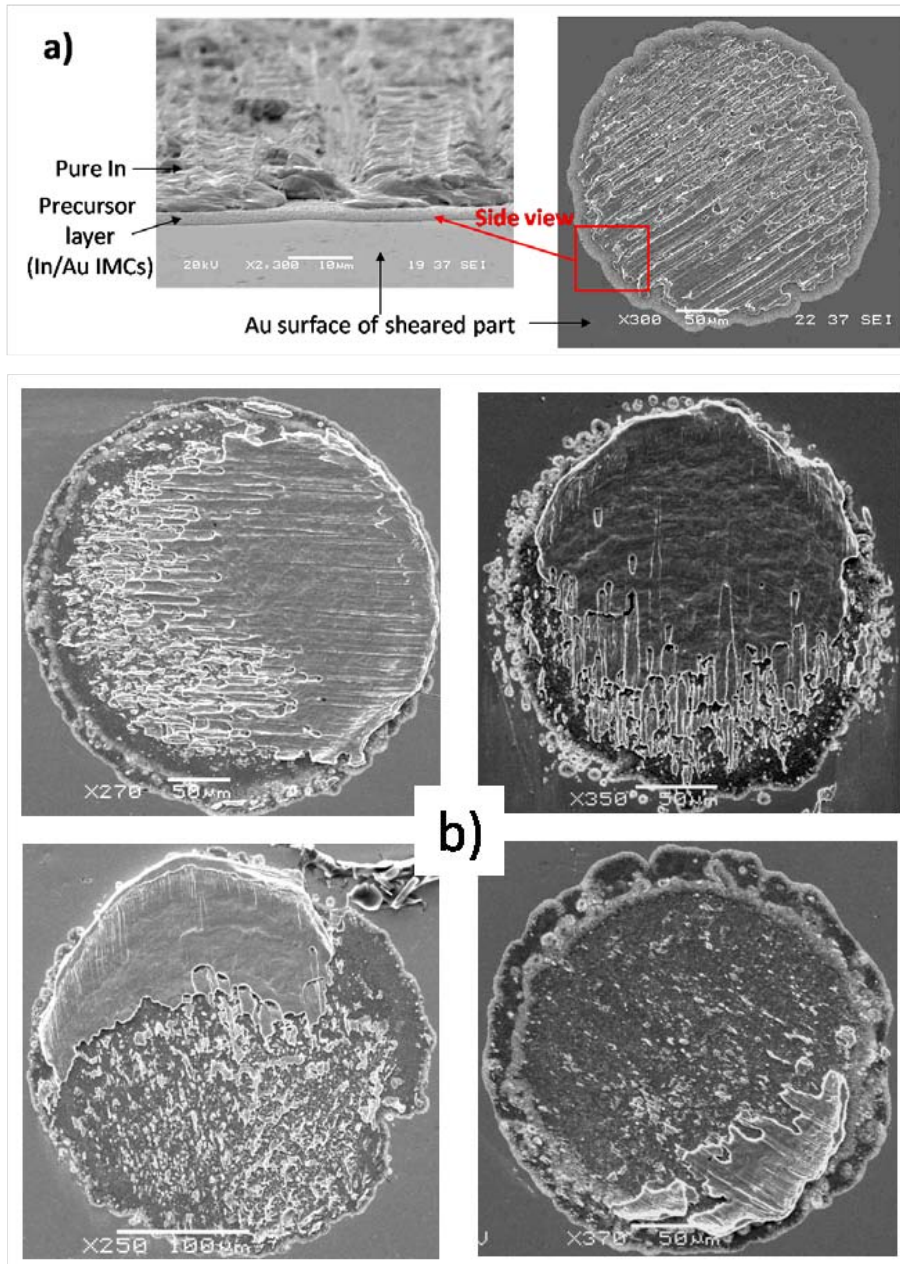 a)
Pure In
Precursor
layer
(In/Au IMCs)
Side view
20kV X2,300 10µm 19 37 SEI
Au surface of sheared part
X300 50µm 22 37 SEI
X270 50µm
X350 50µm
b)
X250 100µm
V X370 50µm